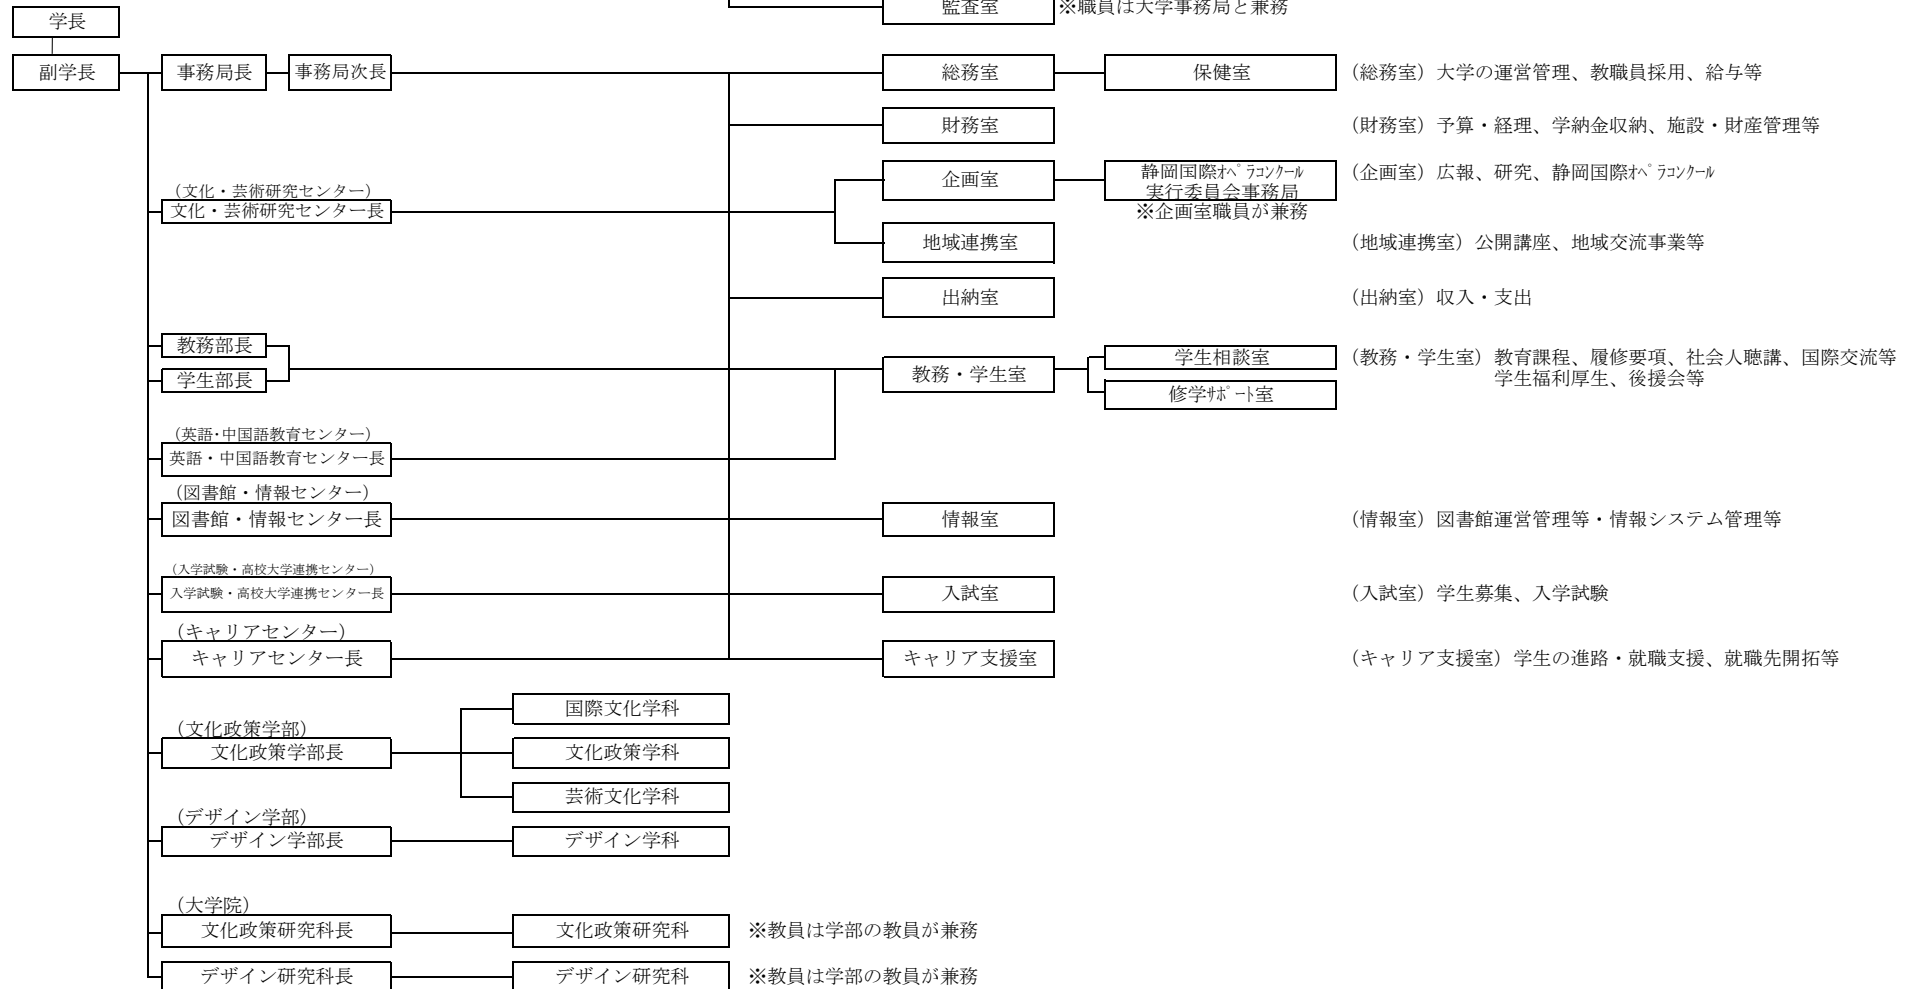 監査室 ※職員は大学事務局と兼務
学長
副学長 事務局長 事務局次長 総務室 保健室 （総務室）大学の運営管理、教職員採用、給与等
財務室 （財務室）予算・経理、学納金収納、施設・財産管理等
企画室 静岡国際ｵﾍﾟﾗｺﾝｸｰﾙ （企画室）広報、研究、静岡国際ｵﾍﾟﾗｺﾝｸｰﾙ
実行委員会事務局
（文化・芸術研究センター）
文化・芸術研究センター長 ※企画室職員が兼務
地域連携室 （地域連携室）公開講座、地域交流事業等
出納室 （出納室）収入・支出
教務部長
学生相談室 （教務・学生室）教育課程、履修要項、社会人聴講、国際交流等
学生部長 教務・学生室 学生福利厚生、後援会等
修学ｻﾎﾟｰﾄ室
（英語･中国語教育センター）
英語・中国語教育センター長
（図書館・情報センター）
図書館・情報センター長 情報室 （情報室）図書館運営管理等・情報システム管理等
（入学試験・高校大学連携センター）
入学試験・高校大学連携センター長 入試室 （入試室）学生募集、入学試験
（キャリアセンター）
キャリアセンター長 キャリア支援室 （キャリア支援室）学生の進路・就職支援、就職先開拓等
国際文化学科
（文化政策学部）
文化政策学部長 文化政策学科
芸術文化学科
（デザイン学部）
デザイン学部長 デザイン学科
（大学院）
文化政策研究科長 文化政策研究科 ※教員は学部の教員が兼務
デザイン研究科長 デザイン研究科 ※教員は学部の教員が兼務